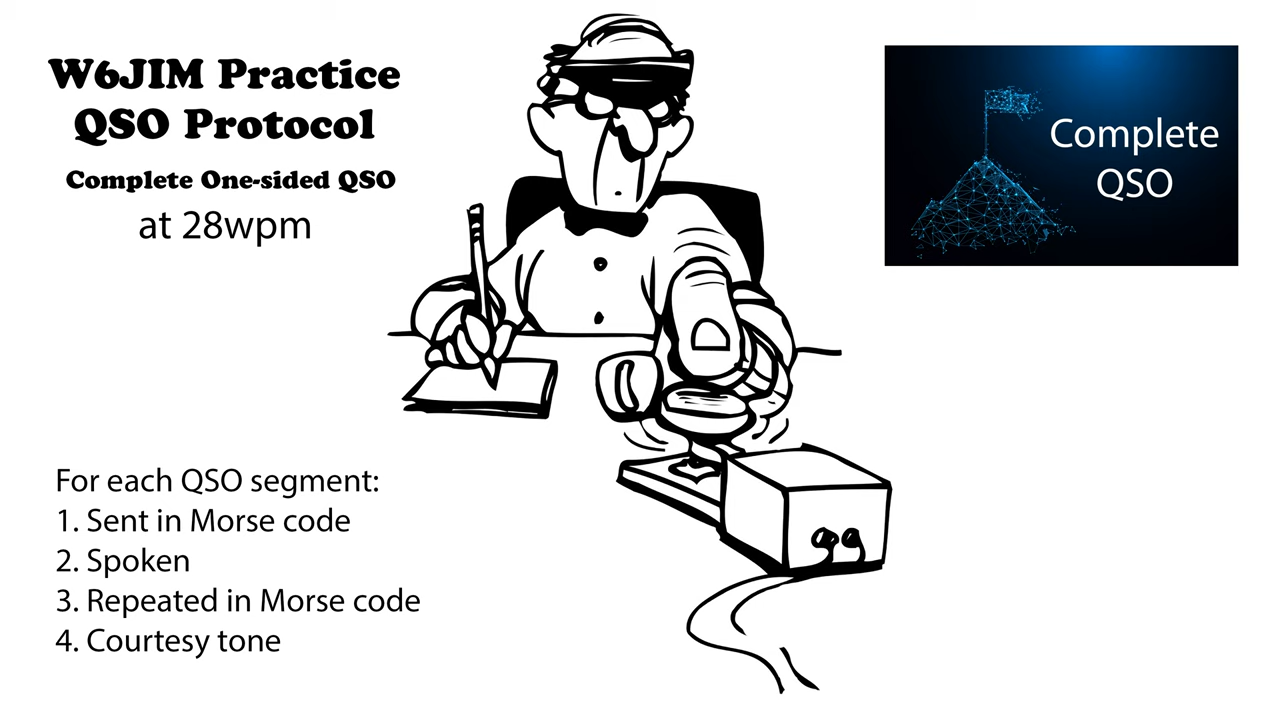 W6JIM Practice
QSO Protocol
Complete One-sided QSO
at 28wpm
Complete
QSO
For each QSO segment:
1. Sent in Morse code
2. Spoken
3. Repeated in Morse code
4. Courtesy tone